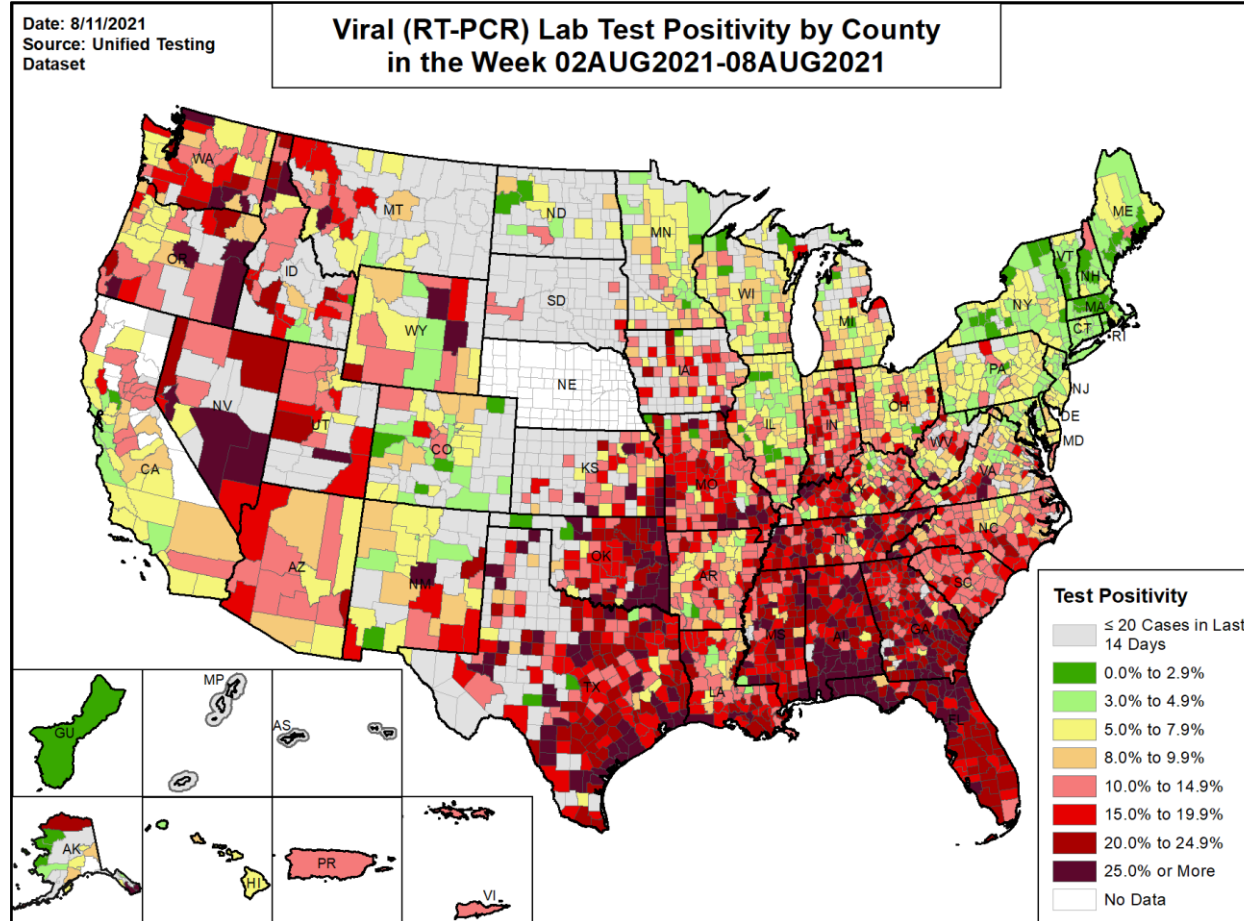 Date: 8/11/2021
Source: Unified Testing
Dataset
Viral (RT-PCR) Lab Test Positivity by County
in the Week 02AUG2021-08AUG2021
WA
MT
ND
MN
ME
OR
ID
SD
WI
VT
NH
NY
MA
WY
MI
CT
RI
IA
PA
NE
NJ
NV
OH
DE
UT
IL
IN
MD
CO
WV
CA
KS
MO
VA
KY
NC
TN
AZ
NM
OK
AR
SC
MS
AL
GA
TX
LA
FL
MP
GU
AS
AK
HI
PR
VI
Test Positivity
≤ 20 Cases in Last
14 Days
0.0% to 2.9%
3.0% to 4.9%
5.0% to 7.9%
8.0% to 9.9%
10.0% to 14.9%
15.0% to 19.9%
20.0% to 24.9%
25.0% or More
No Data